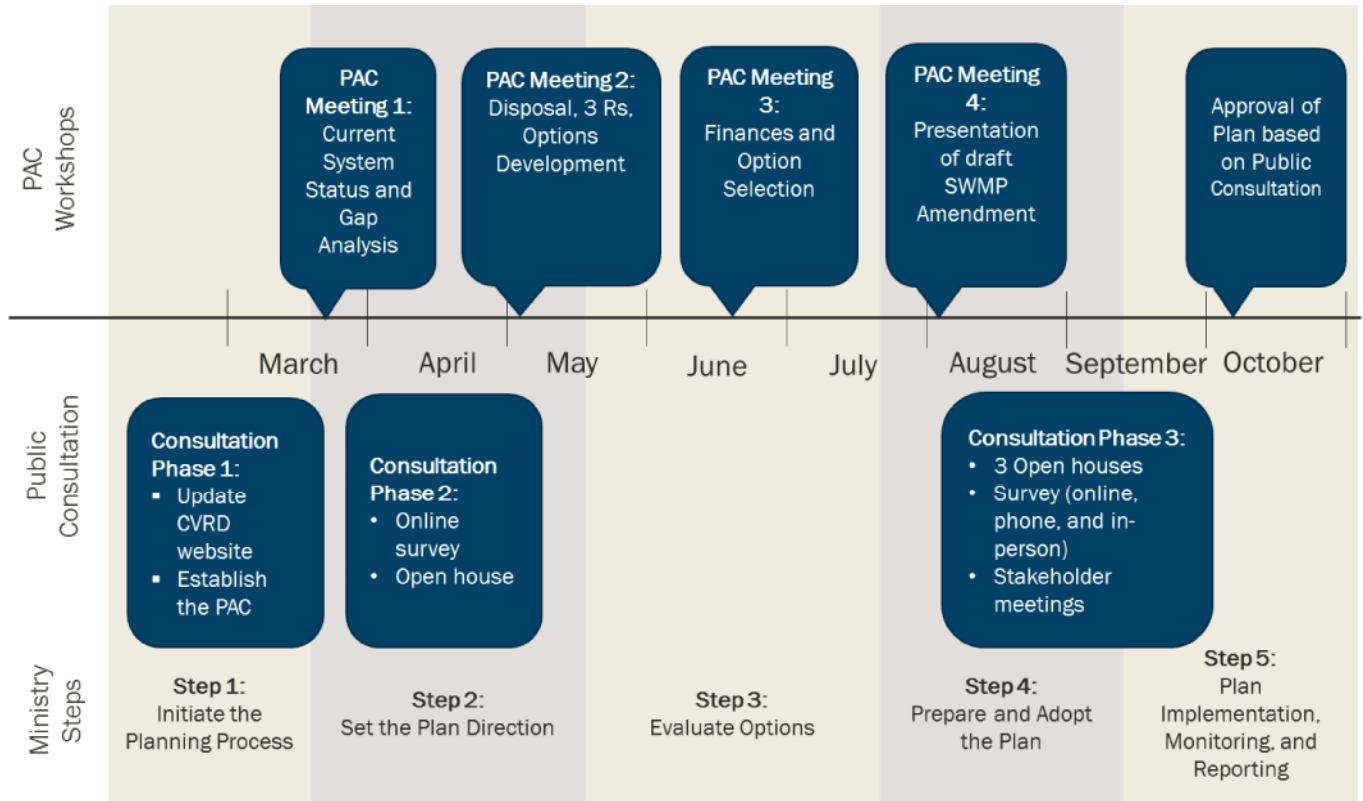 PAC
Workshops
PAC
Meeting 1:
Current
System
Status and
Gap
Analysis
PAC Meeting 2:
Disposal, 3 Rs,
Options
Development
PAC Meeting
3:
Finances and
Option
Selection
PAC Meeting
4:
Presentation
of draft
SWMP
Amendment
Approval of
Plan based
on Public
Consultation
March
April
May
June
July
August
September
October
Public
Consultation
Consultation
Phase 1:
▪ Update
CVRD
website
▪ Establish
the PAC
Consultation
Phase 2:
• Online
survey
• Open house
Consultation Phase 3:
• 3 Open houses
• Survey (online,
phone, and in-
person)
• Stakeholder
meetings
Ministry
Steps
Step 1:
Initiate the
Planning Process
Step 2:
Set the Plan Direction
Step 3:
Evaluate Options
Step 4:
Prepare and Adopt
the Plan
Step 5:
Plan
Implementation,
Monitoring, and
Reporting